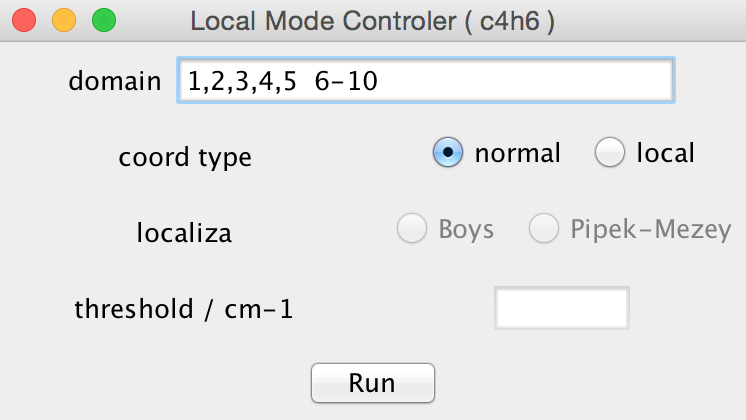 Local Mode Controler ( c4h6 )
domain 1,2,3,4,5  6-10
coord type normal local
localiza Boys Pipek-Mezey
threshold / cm-1
Run